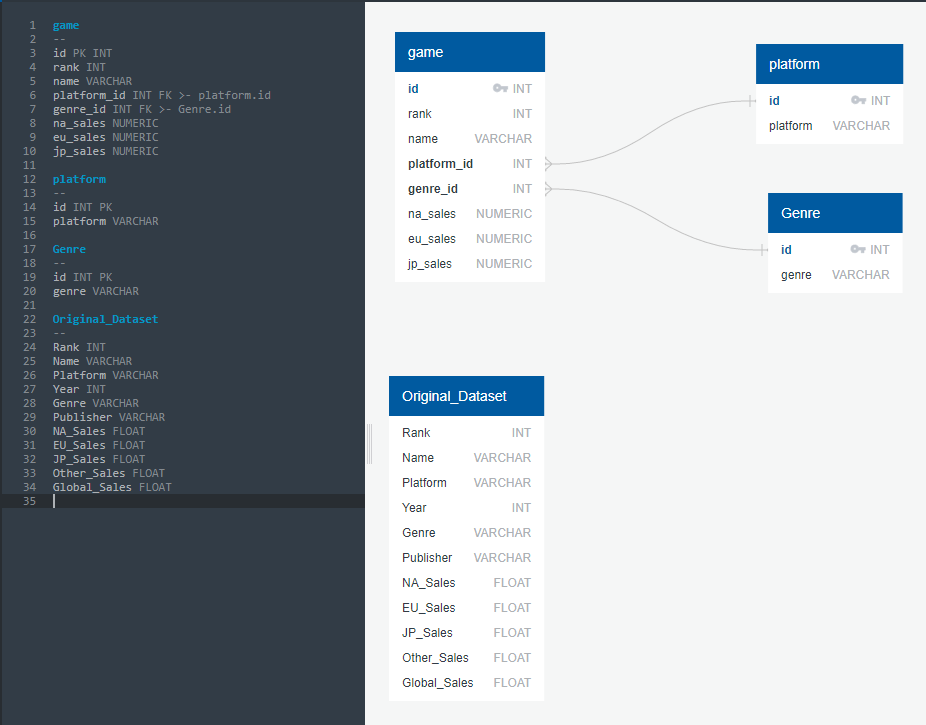 1 game
2 --
3 id PK INT
4 rank INT
5 name VARCHAR
6 platform_id INT FK >- platform.id
7 genre_id INT FK >- Genre.id
8 na_sales NUMERIC
9 eu_sales NUMERIC
10 jp_sales NUMERIC
11
12 platform
13 --
14 id INT PK
15 platform VARCHAR
16
17 Genre
18 --
19 id INT PK
20 genre VARCHAR
21
22 Original_Dataset
23 --
24 Rank INT
25 Name VARCHAR
26 Platform VARCHAR
27 Year INT
28 Genre VARCHAR
29 Publisher VARCHAR
30 NA_Sales FLOAT
31 EU_Sales FLOAT
32 JP_Sales FLOAT
33 Other_Sales FLOAT
34 Global_Sales FLOAT
35
game
id INT
rank INT
name VARCHAR
platform_id INT
genre_id INT
na_sales NUMERIC
eu_sales NUMERIC
jp_sales NUMERIC
platform
id INT
platform VARCHAR
Genre
id INT
genre VARCHAR
Original_Dataset
Rank INT
Name VARCHAR
Platform VARCHAR
Year INT
Genre VARCHAR
Publisher VARCHAR
NA_Sales FLOAT
EU_Sales FLOAT
JP_Sales FLOAT
Other_Sales FLOAT
Global_Sales FLOAT